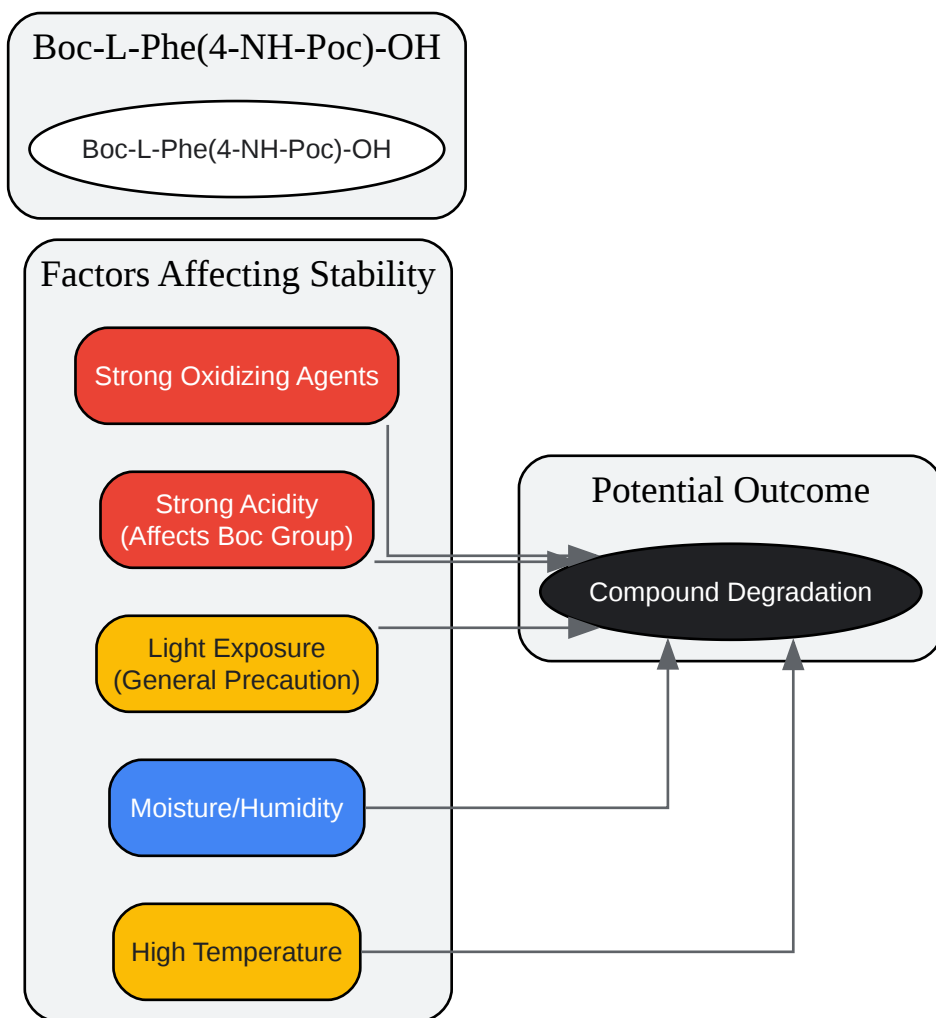 Boc-L-Phe(4-NH-Poc)-OH
Boc-L-Phe(4-NH-Poc)-OH
Factors Affecting Stability
Strong Oxidizing Agents
Strong Acidity
(Affects Boc Group)
Light Exposure
(General Precaution)
Moisture/Humidity
High Temperature
Potential Outcome
Compound Degradation